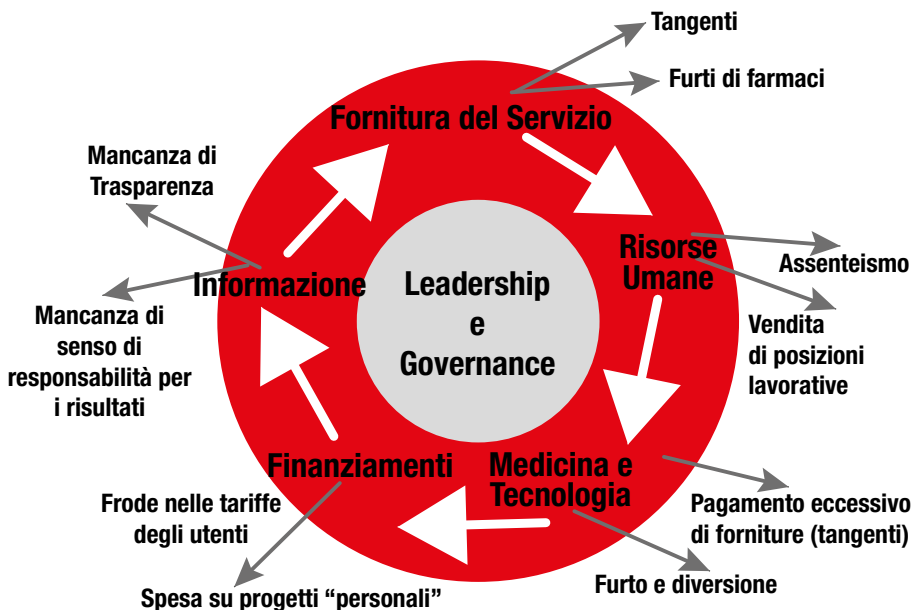 Tangenti
Furti di farmaci
Fornitura del Servizio
Mancanza di
Trasparenza
Risorse
Umane
Assenteismo
Informazione
Leadership
e
Governance
Mancanza di
senso di
responsabilità per
i risultati
Vendita
di posizioni
lavorative
Finanziamenti
Medicina e
Tecnologia
Frode nelle tariffe
degli utenti
Pagamento eccessivo
di forniture (tangenti)
Furto e diversione
Spesa su progetti “personali”